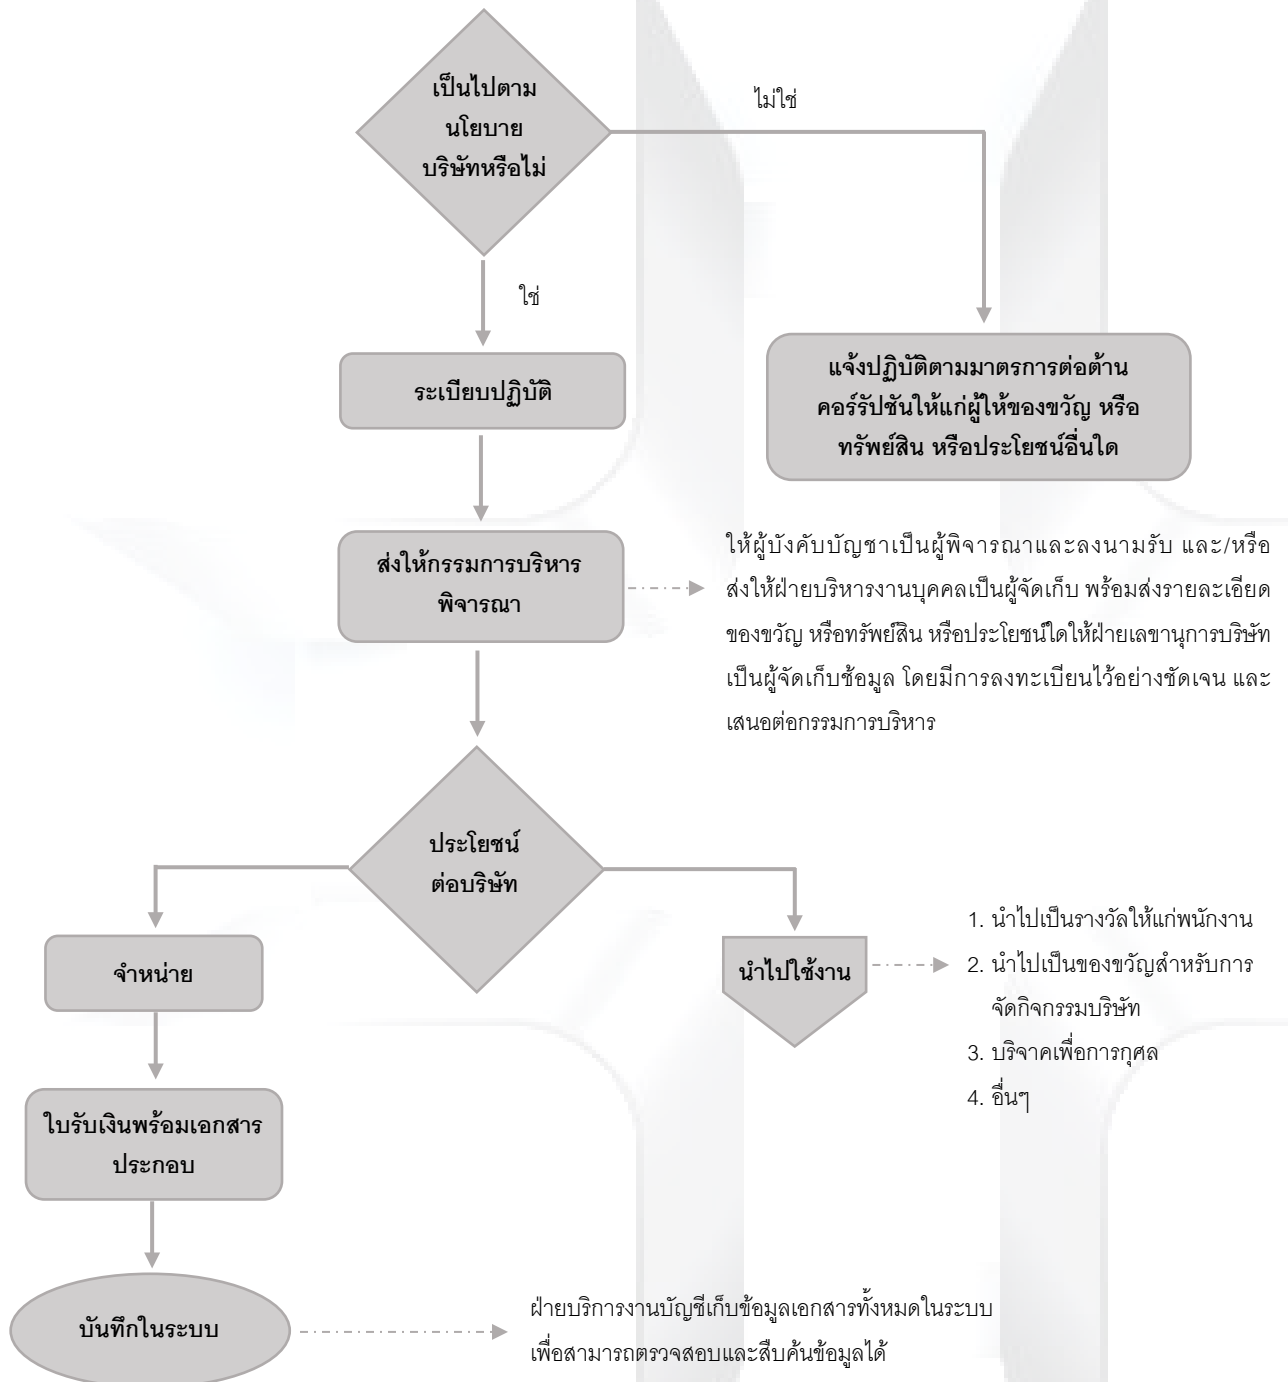 เป็นไปตาม
นโยบาย
บริษัทหรือไม่
ไม่ใช่
ใช่
ระเบียบปฏิบัติ
แจ้งปฏิบัติตามมาตรการต่อต้าน
คอร์รัปชันให้แก่ผู้ให้ของขวัญ หรือ
ทรัพย์สิน หรือประโยชน์อื่นใด
ส่งให้กรรมการบริหาร
พิจารณา
ให้ผู้บังคับบัญชาเป็นผู้พิจารณาและลงนามรับ และ/หรือ
ส่งให้ฝ่ายบริหารงานบุคคลเป็นผู้จัดเก็บ พร้อมส่งรายละเอียด
ของขวัญ หรือทรัพย์สิน หรือประโยชน์ใดให้ฝ่ายเลขานุการบริษัท
เป็นผู้จัดเก็บข้อมูล โดยมีการลงทะเบียนไว้อย่างชัดเจน และ
เสนอต่อกรรมการบริหาร
ประโยชน์
ต่อบริษัท
จำหน่าย
นำไปใช้งาน
1. นำไปเป็นรางวัลให้แก่พนักงาน
2. นำไปเป็นของขวัญสำหรับการ
จัดกิจกรรมบริษัท
3. บริจาคเพื่อการกุศล
4. อื่นๆ
ใบรับเงินพร้อมเอกสาร
ประกอบ
บันทึกในระบบ
ฝ่ายบริการงานบัญชีเก็บข้อมูลเอกสารทั้งหมดในระบบ
เพื่อสามารถตรวจสอบและสืบค้นข้อมูลได้